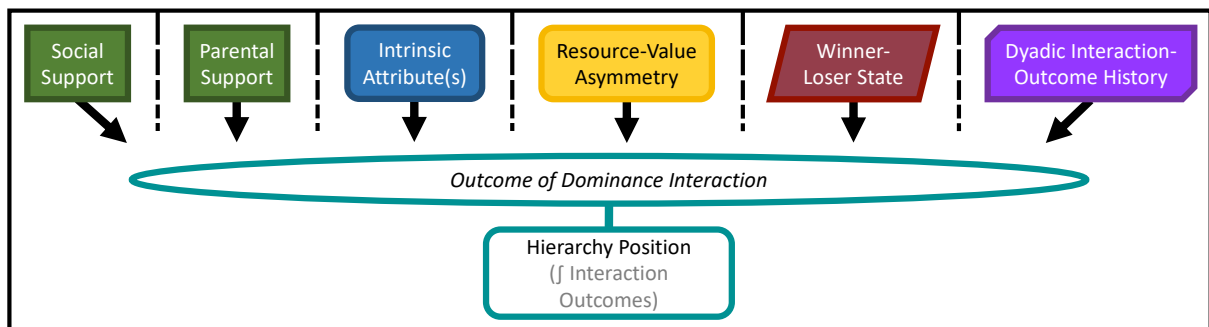 Social
Support
Parental
Support
Intrinsic
Attribute(s)
Resource-Value
Asymmetry
Winner-
Loser State
Dyadic Interaction-
Outcome History
Outcome of Dominance Interaction
Hierarchy Position
(∫ Interaction
Outcomes)